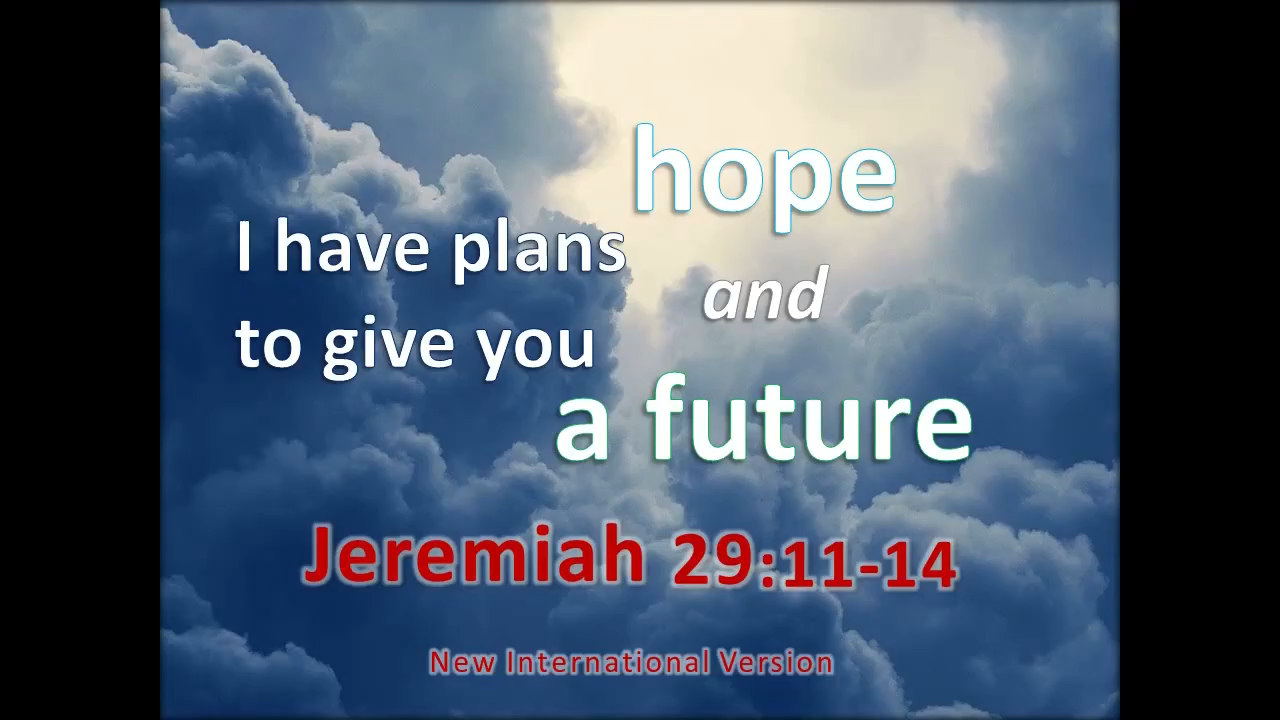 I have plans
to give you
hope
and
a future
Jeremiah 29:11-14
New International Version